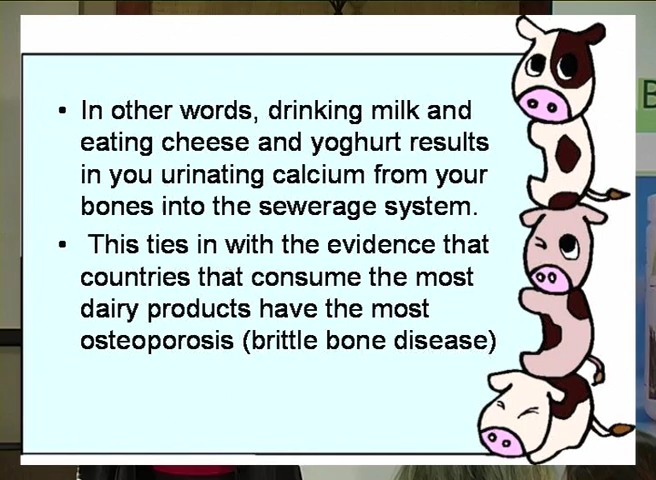 • In other words, drinking milk and
eating cheese and yoghurt results
in you urinating calcium from your
bones into the sewerage system.
• This ties in with the evidence that
countries that consume the most
dairy products have the most
osteoporosis (brittle bone disease)
B